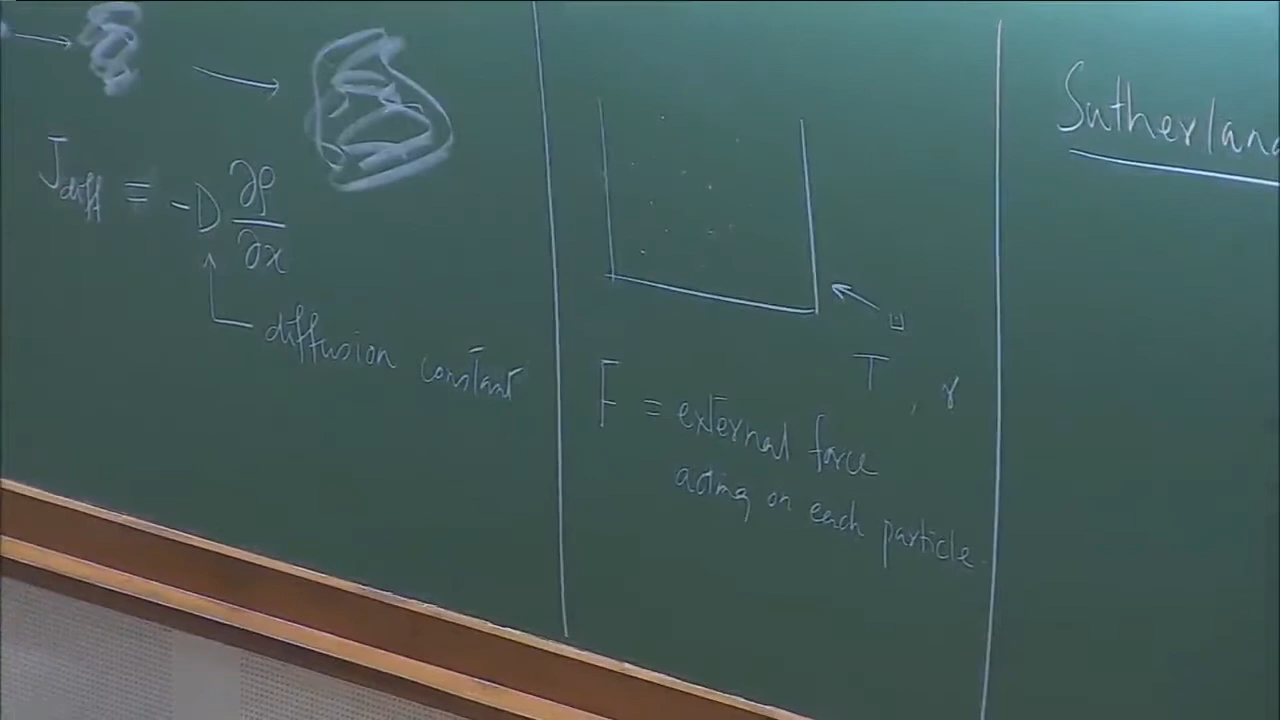 J_diff = -D ∂ρ/∂x
diffusion constant
T , γ
F = external force
acting on each particle.
Sutherland